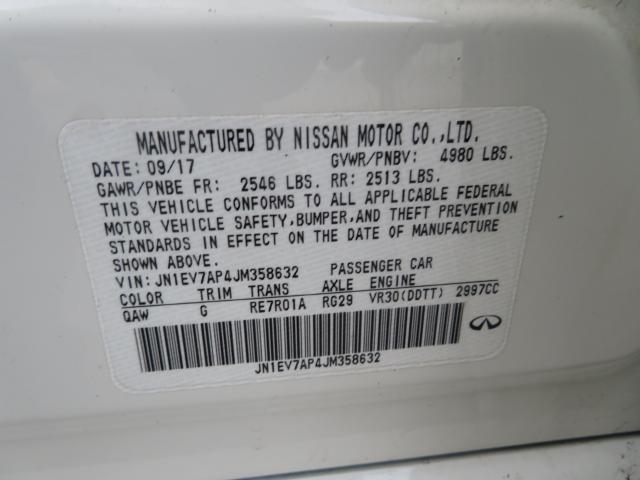 MANUFACTURED BY NISSAN MOTOR CO.,LTD.
DATE: 09/17 GVWR/PNBV: 4980 LBS.
GAWR/PNBE FR: 2546 LBS. RR: 2513 LBS.
THIS VEHICLE CONFORMS TO ALL APPLICABLE FEDERAL
MOTOR VEHICLE SAFETY,BUMPER,AND THEFT PREVENTION
STANDARDS IN EFFECT ON THE DATE OF MANUFACTURE
SHOWN ABOVE.
VIN: JN1EV7AP4JM358632 PASSENGER CAR
COLOR TRIM TRANS AXLE ENGINE
QAW G RE7R01A RG29 VR30(DDTT) 2997CC
JN1EV7AP4JM358632